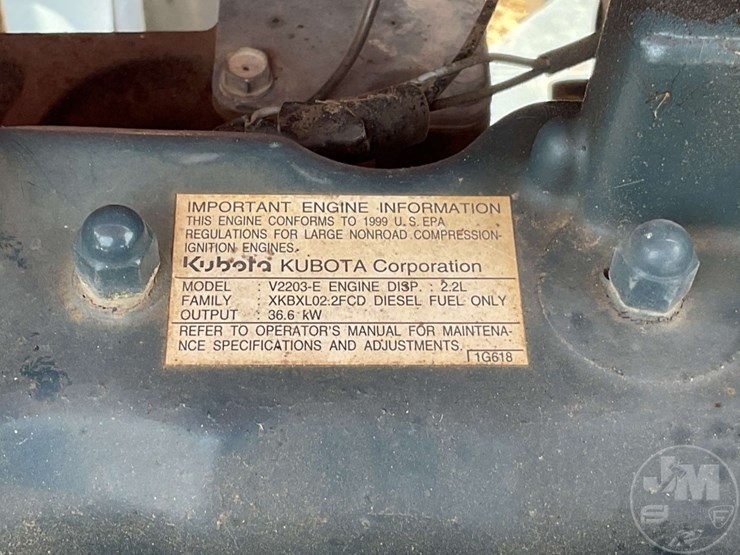 IMPORTANT ENGINE INFORMATION
THIS ENGINE CONFORMS TO 1999 U.S.EPA
REGULATIONS FOR LARGE NONROAD COMPRESSION-
IGNITION ENGINES.
Kubota KUBOTA Corporation
MODEL : V2203-E ENGINE DISP. : 2.2L
FAMILY : XKBXL02.2FCD DIESEL FUEL ONLY
OUTPUT : 36.6 kW
REFER TO OPERATOR'S MANUAL FOR MAINTENA-
NCE SPECIFICATIONS AND ADJUSTMENTS.
1G618
JM
S F